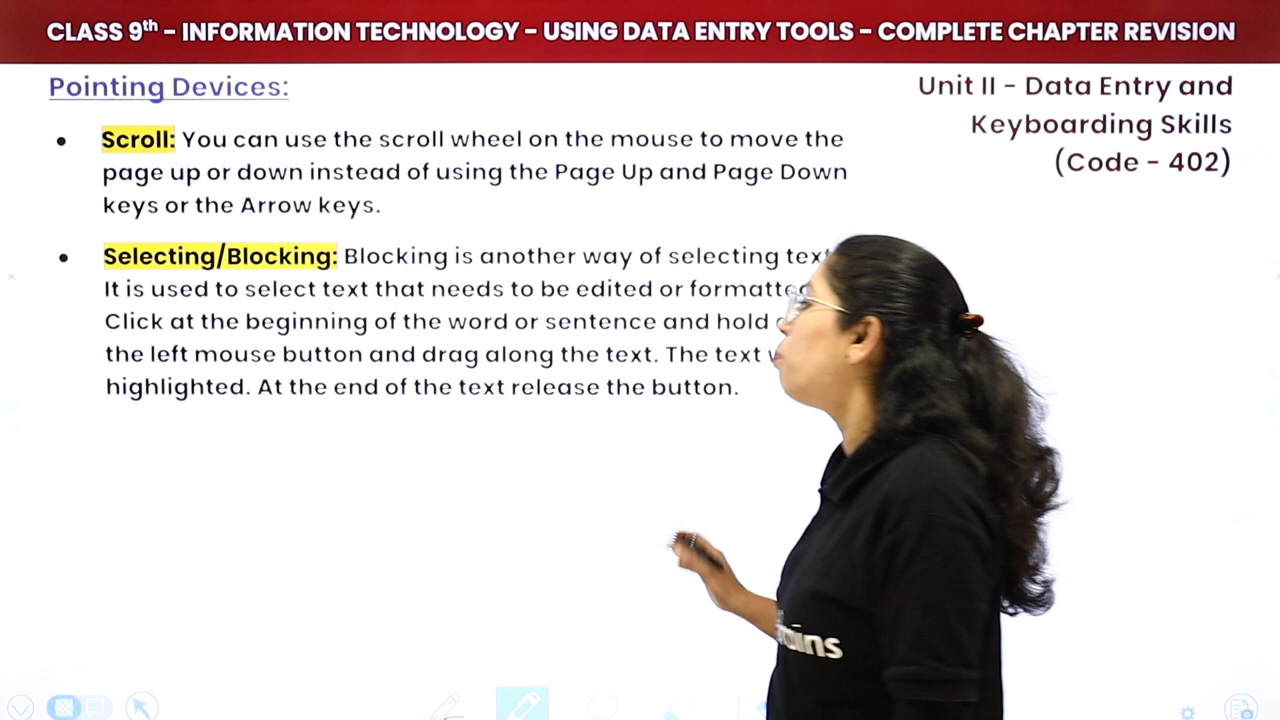 CLASS 9th – INFORMATION TECHNOLOGY – USING DATA ENTRY TOOLS – COMPLETE CHAPTER REVISION
Pointing Devices:
Unit II - Data Entry and
Keyboarding Skills
(Code - 402)
• Scroll: You can use the scroll wheel on the mouse to move the
page up or down instead of using the Page Up and Page Down
keys or the Arrow keys.
• Selecting/Blocking: Blocking is another way of selecting text
It is used to select text that needs to be edited or formatted
Click at the beginning of the word or sentence and hold
the left mouse button and drag along the text. The text
highlighted. At the end of the text release the button.